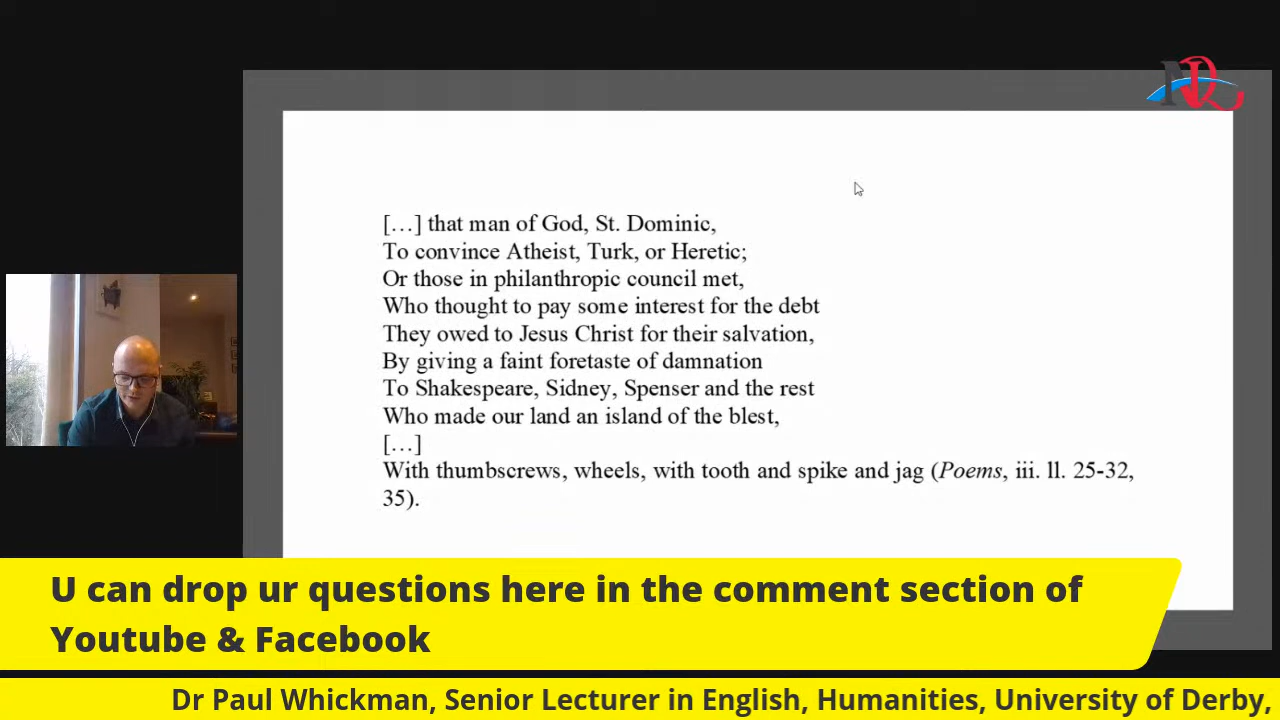 […] that man of God, St. Dominic,
To convince Atheist, Turk, or Heretic;
Or those in philanthropic council met,
Who thought to pay some interest for the debt
They owed to Jesus Christ for their salvation,
By giving a faint foretaste of damnation
To Shakespeare, Sidney, Spenser and the rest
Who made our land an island of the blest,
[…]
With thumbscrews, wheels, with tooth and spike and jag (Poems, iii. ll. 25-32,
35).
U can drop ur questions here in the comment section of
Youtube & Facebook
Dr Paul Whickman, Senior Lecturer in English, Humanities, University of Derby,